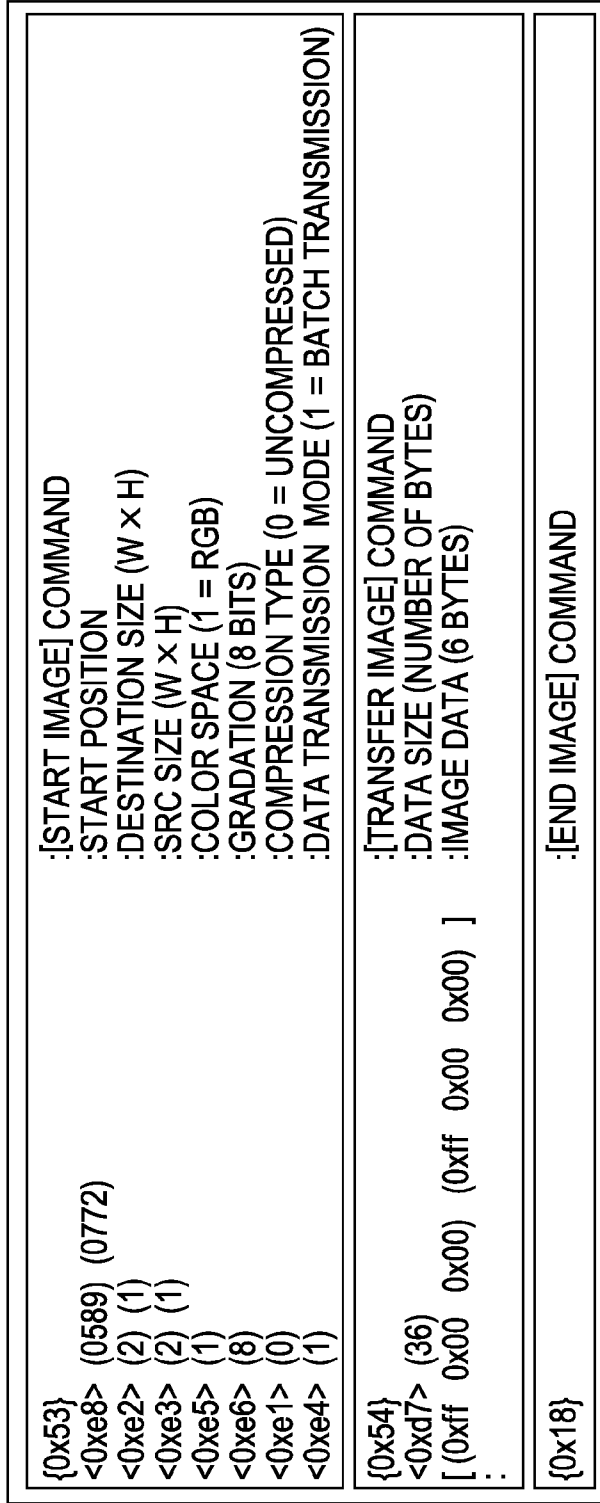 {0x53} :[START IMAGE] COMMAND
<0xe8> (0589) (0772) :START POSITION
<0xe2> (2) (1) :DESTINATION SIZE (W × H)
<0xe3> (2) (1) :SRC SIZE (W × H)
<0xe5> (1) :COLOR SPACE (1 = RGB)
<0xe6> (8) :GRADATION (8 BITS)
<0xe1> (0) :COMPRESSION TYPE (0 = UNCOMPRESSED)
<0xe4> (1) :DATA TRANSMISSION MODE (1 = BATCH TRANSMISSION)
{0x54} :[TRANSFER IMAGE] COMMAND
<0xd7> (36) :DATA SIZE (NUMBER OF BYTES)
[ (0xff 0x00 0x00) (0xff 0x00 0x00) ] :IMAGE DATA (6 BYTES)
:
{0x18} :[END IMAGE] COMMAND